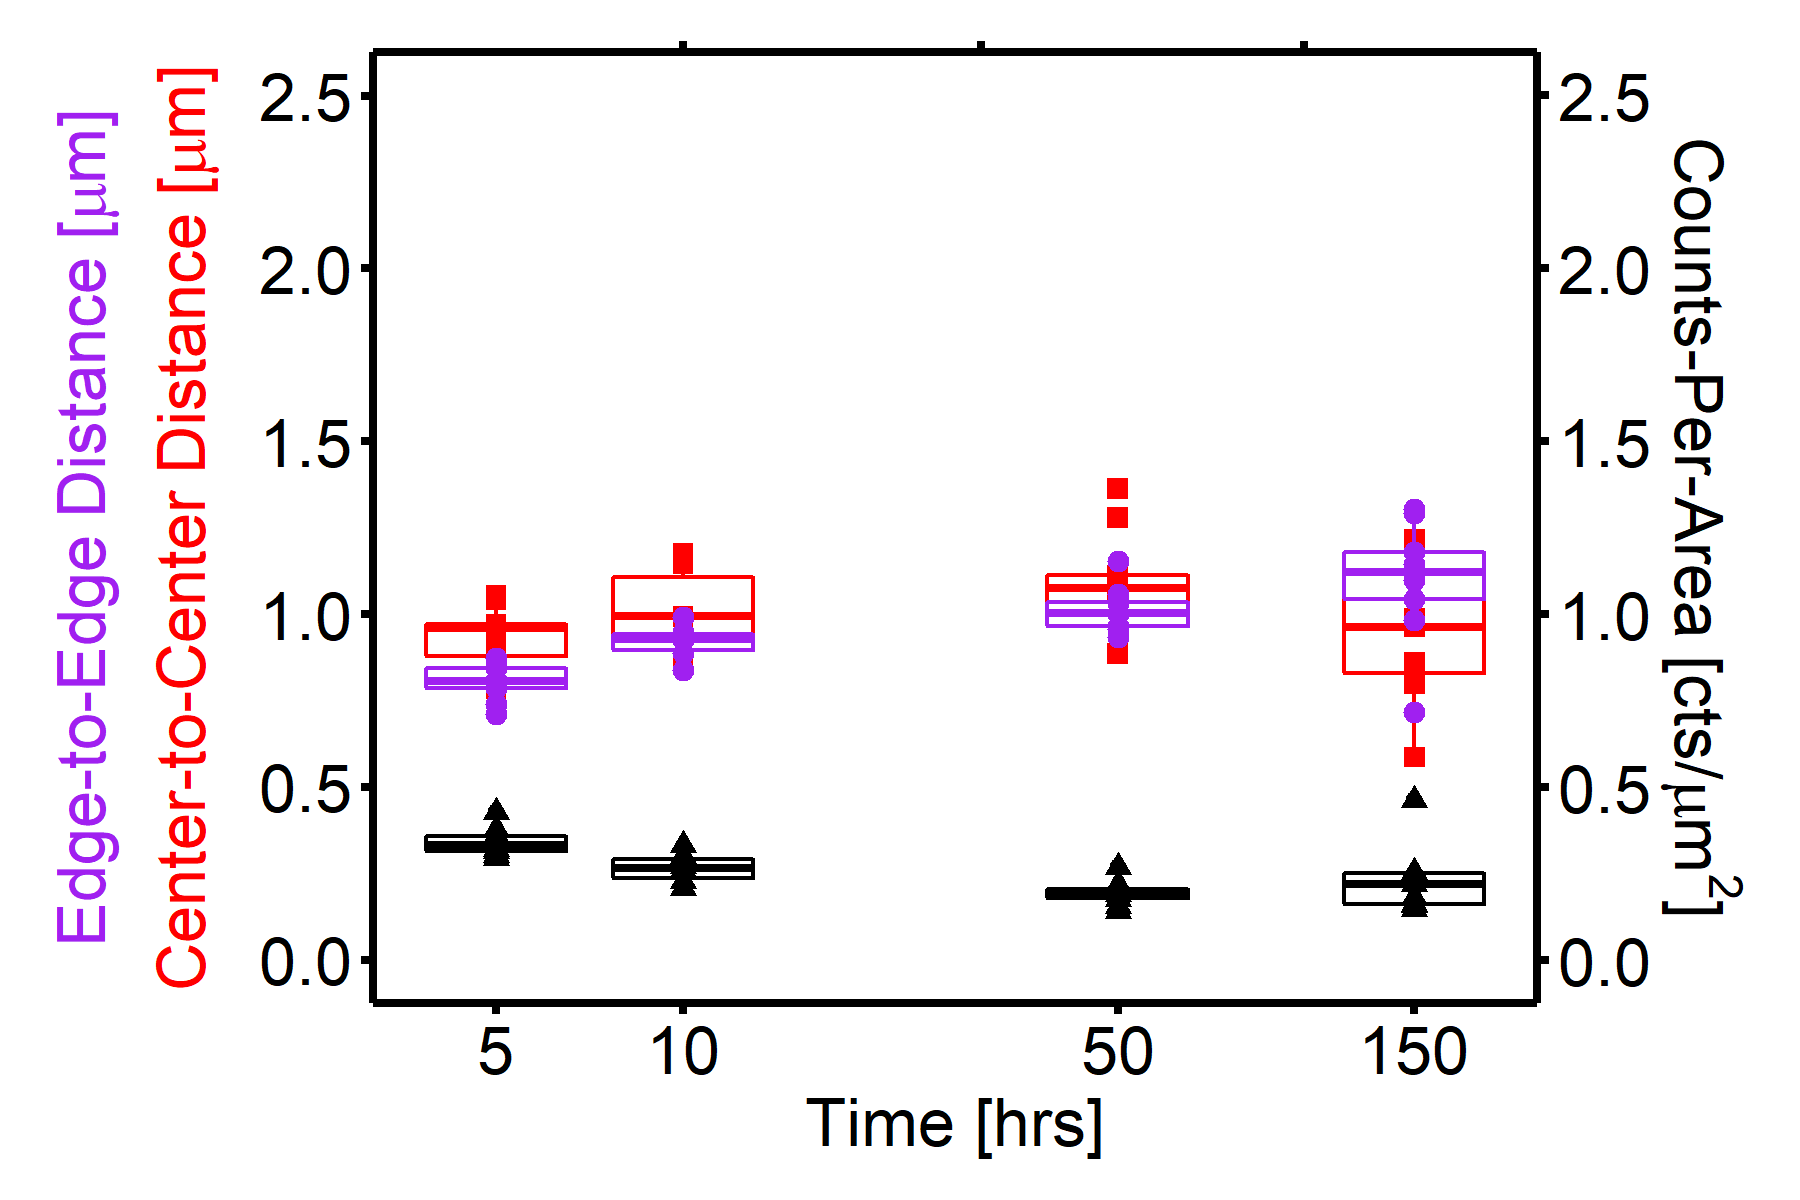 Edge-to-Edge Distance [μm]
Center-to-Center Distance [μm]
2.5
2.0
1.5
1.0
0.5
0.0
2.5
2.0
1.5
1.0
0.5
0.0
Counts-Per-Area [cts/μm²]
5 10 50 150
Time [hrs]